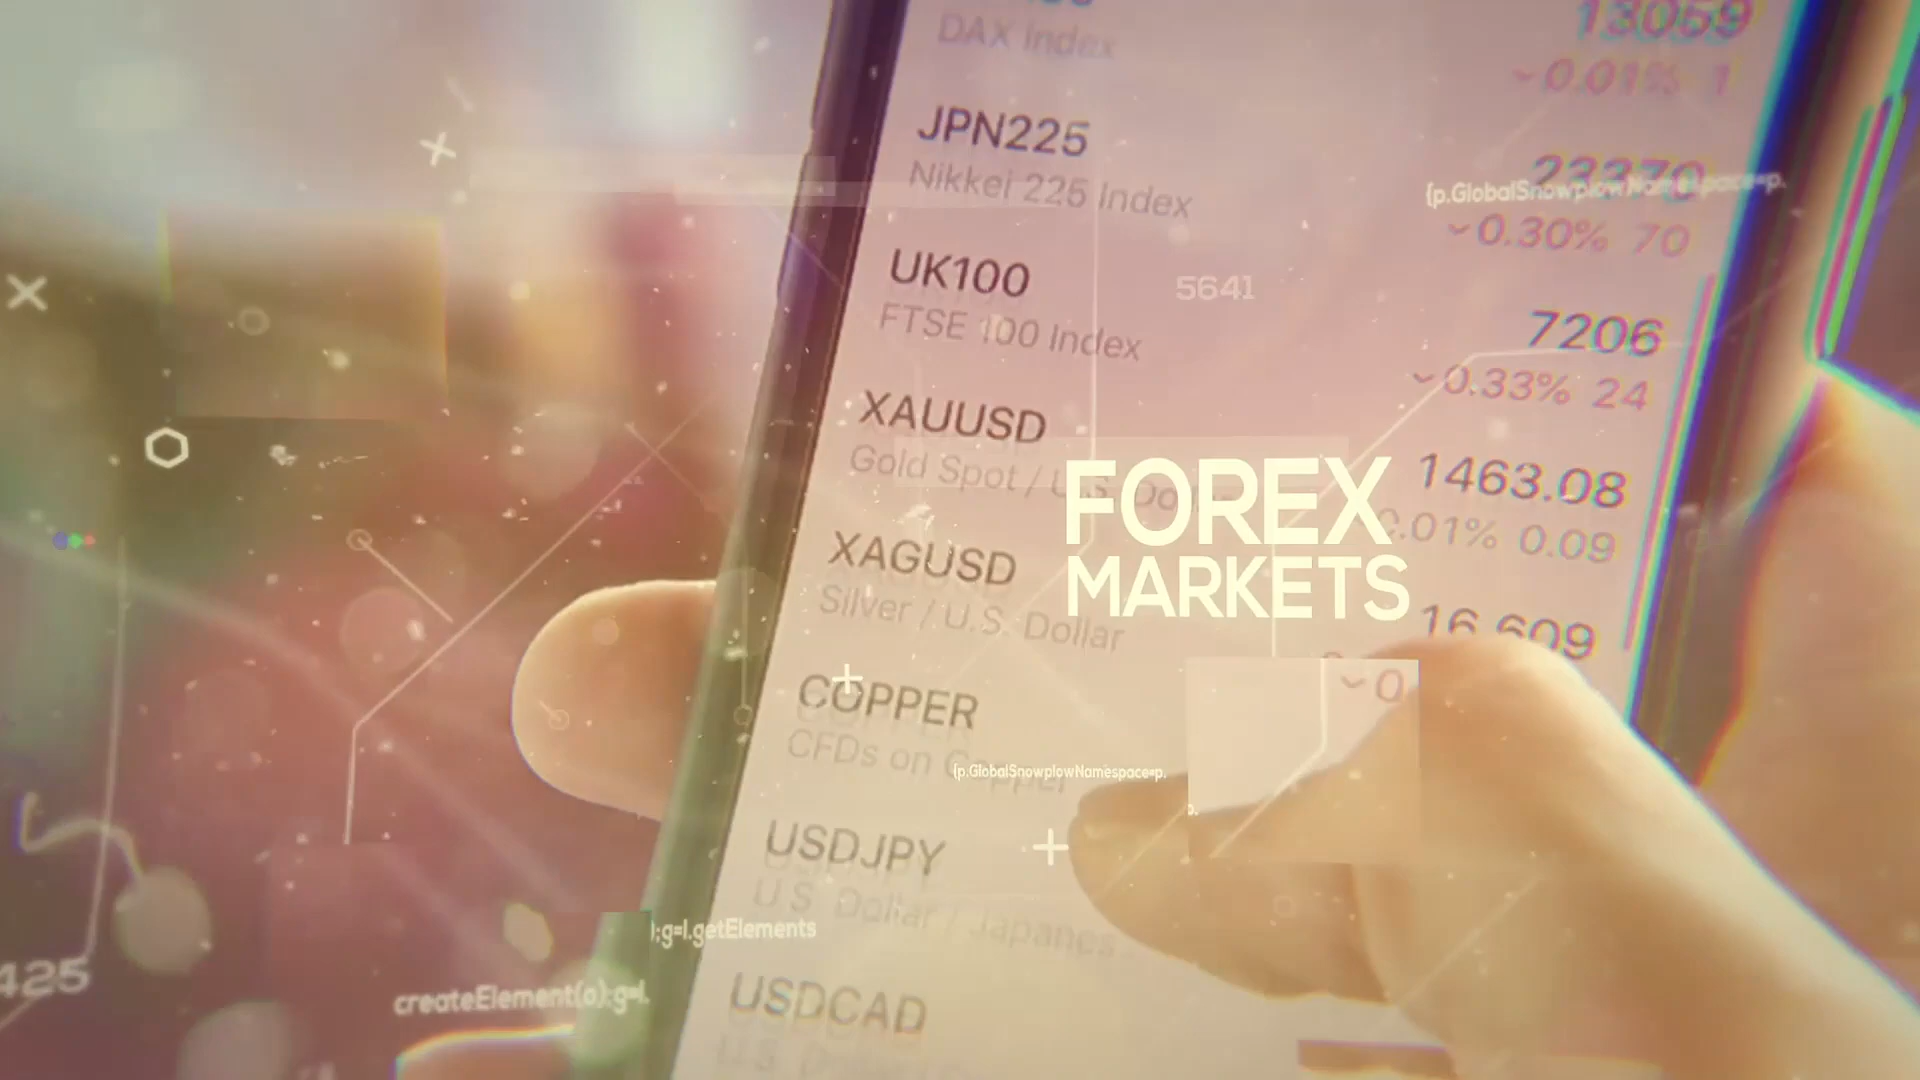 13059
DAX Index
0.01% 1
JPN225
23370
Nikkei 225 Index
{p.GlobalSnowplowNamespace=p.
0.30% 70
UK100
5641
7206
FTSE 100 Index
0.33% 24
XAUUSD
1463.08
Gold Spot / U.S. Dollar
FOREX
0.01% 0.09
XAGUSD
MARKETS
16.609
Silver / U.S. Dollar
COPPER
0
CFDs on Copper
{p.GlobalSnowplowNamespace=p.
USDJPY
U.S. Dollar / Japanes
);g=l.getElements
425
createElement(o);g=l.
USDCAD